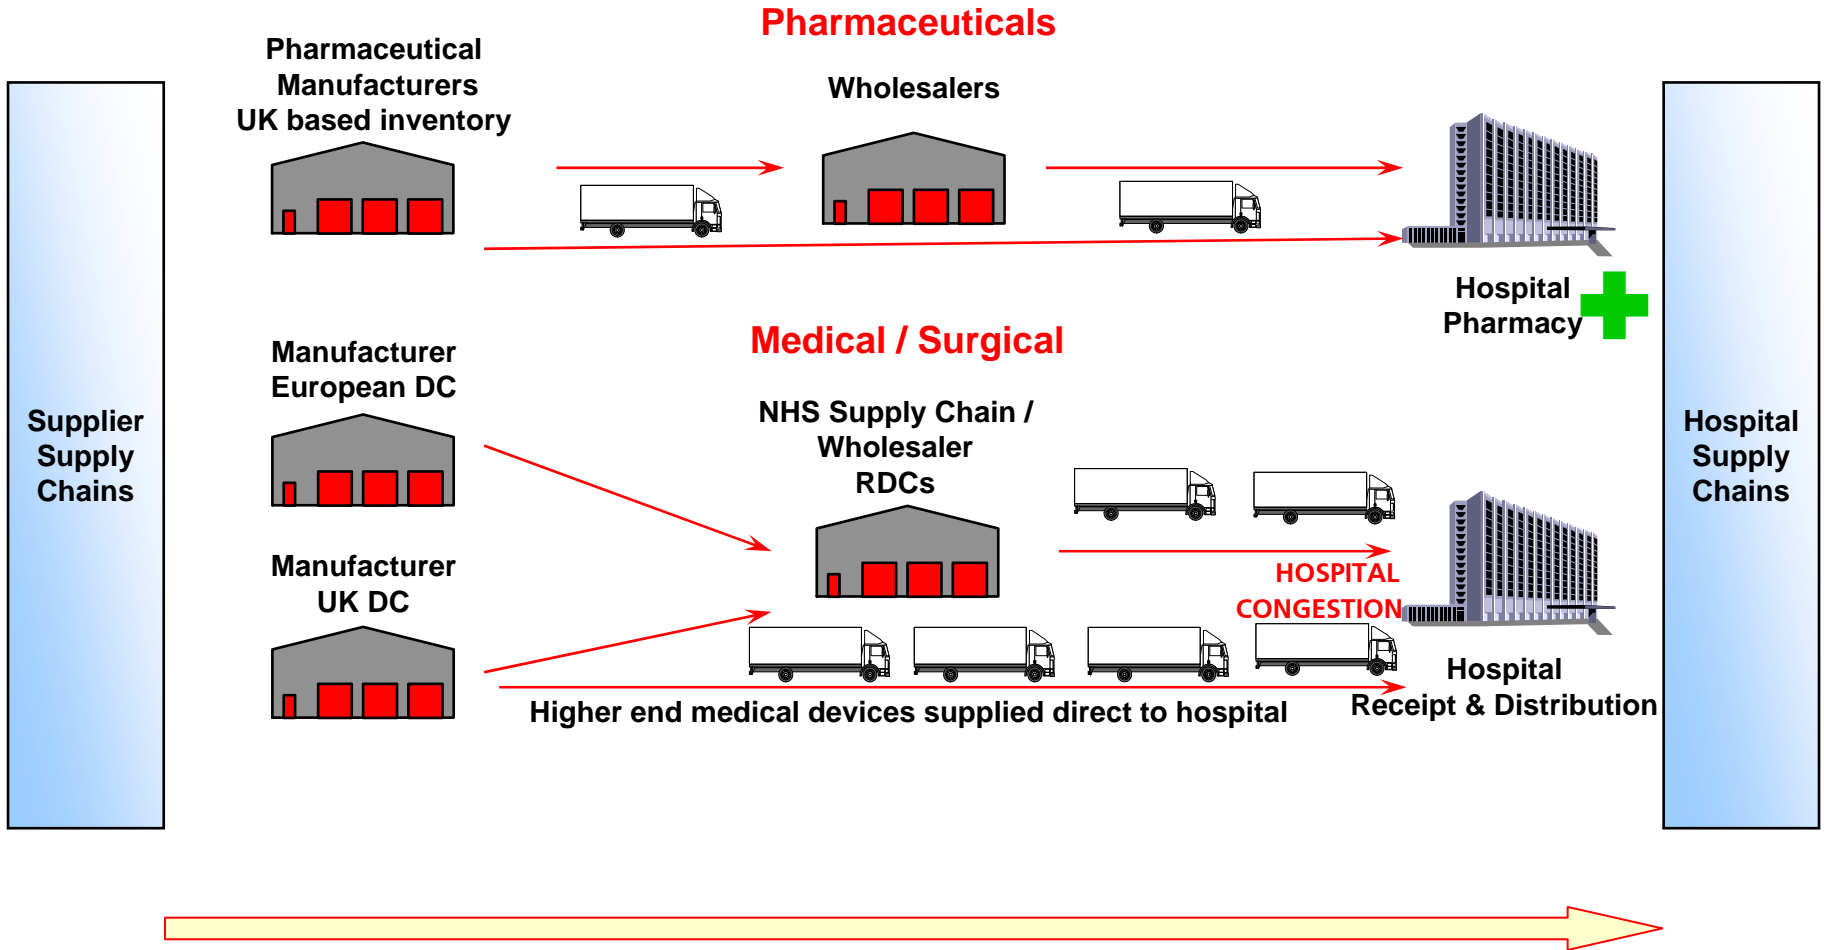 Pharmaceuticals
Pharmaceutical
Manufacturers
UK based inventory
Wholesalers
Hospital
Pharmacy
Medical / Surgical
Manufacturer
European DC
NHS Supply Chain /
Wholesaler
RDCs
Supplier
Supply
Chains
Hospital
Supply
Chains
Manufacturer
UK DC
HOSPITAL
CONGESTION
Hospital
Receipt & Distribution
Higher end medical devices supplied direct to hospital